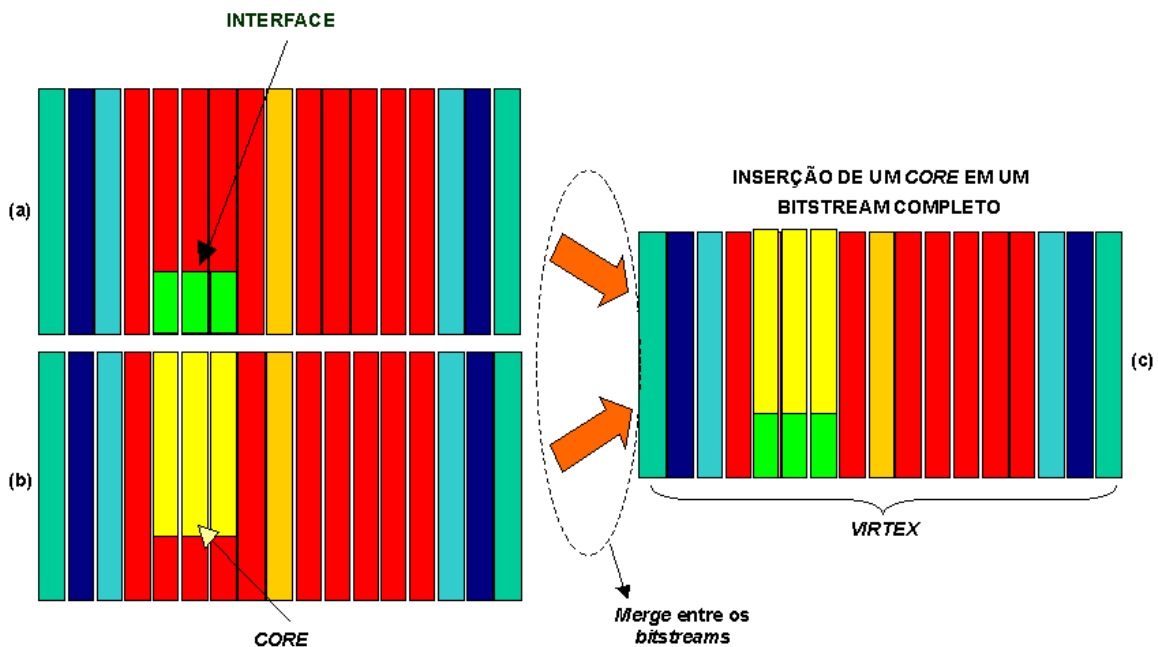 INTERFACE
(a)
INSERÇÃO DE UM CORE EM UM
BITSTREAM COMPLETO
(c)
(b)
VIRTEX
CORE
Merge entre os
bitstreams